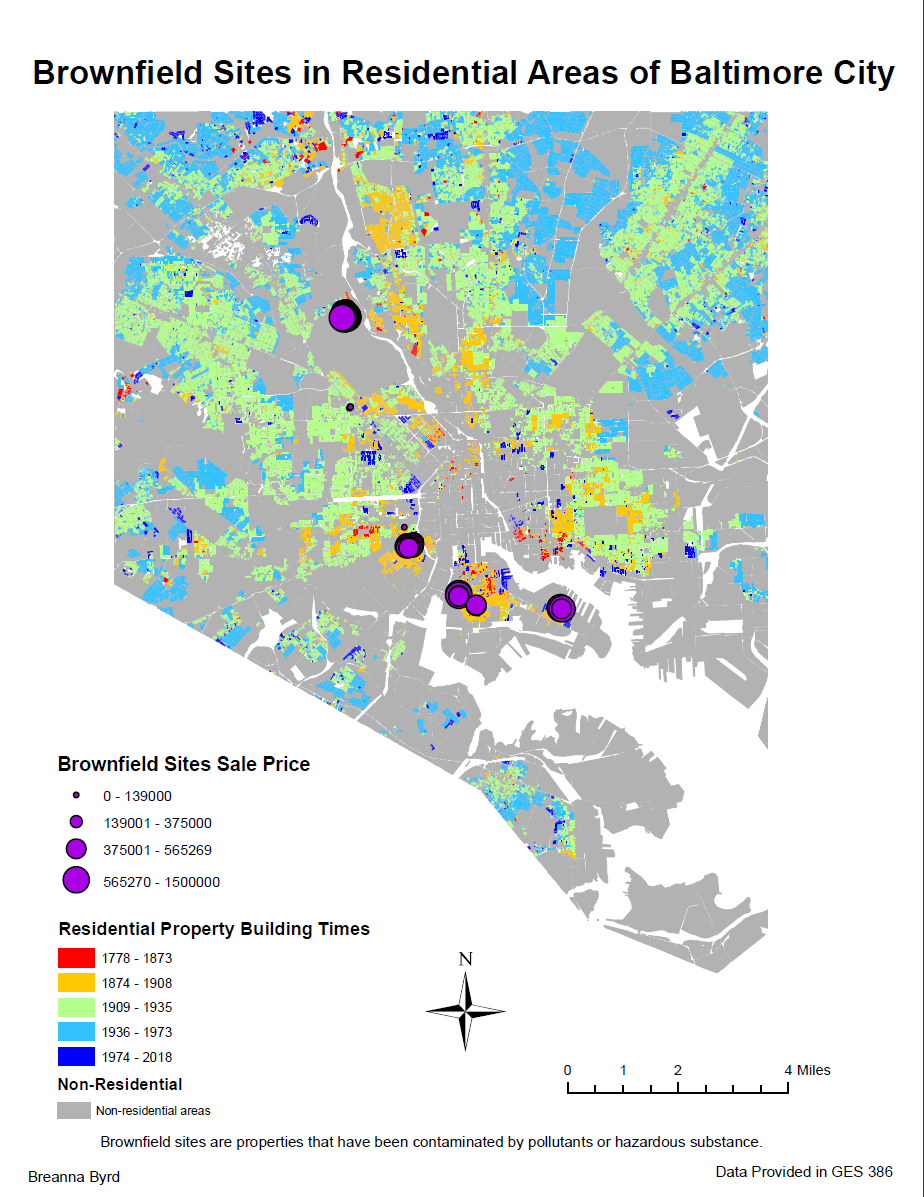 Brownfield Sites in Residential Areas of Baltimore City
Brownfield Sites Sale Price
0 - 139000
139001 - 375000
375001 - 565269
565270 - 1500000
Residential Property Building Times
1778 - 1873
1874 - 1908
1909 - 1935
1936 - 1973
1974 - 2018
Non-Residential
Non-residential areas
N
0 1 2 4 Miles
Brownfield sites are properties that have been contaminated by pollutants or hazardous substance.
Breanna Byrd
Data Provided in GES 386